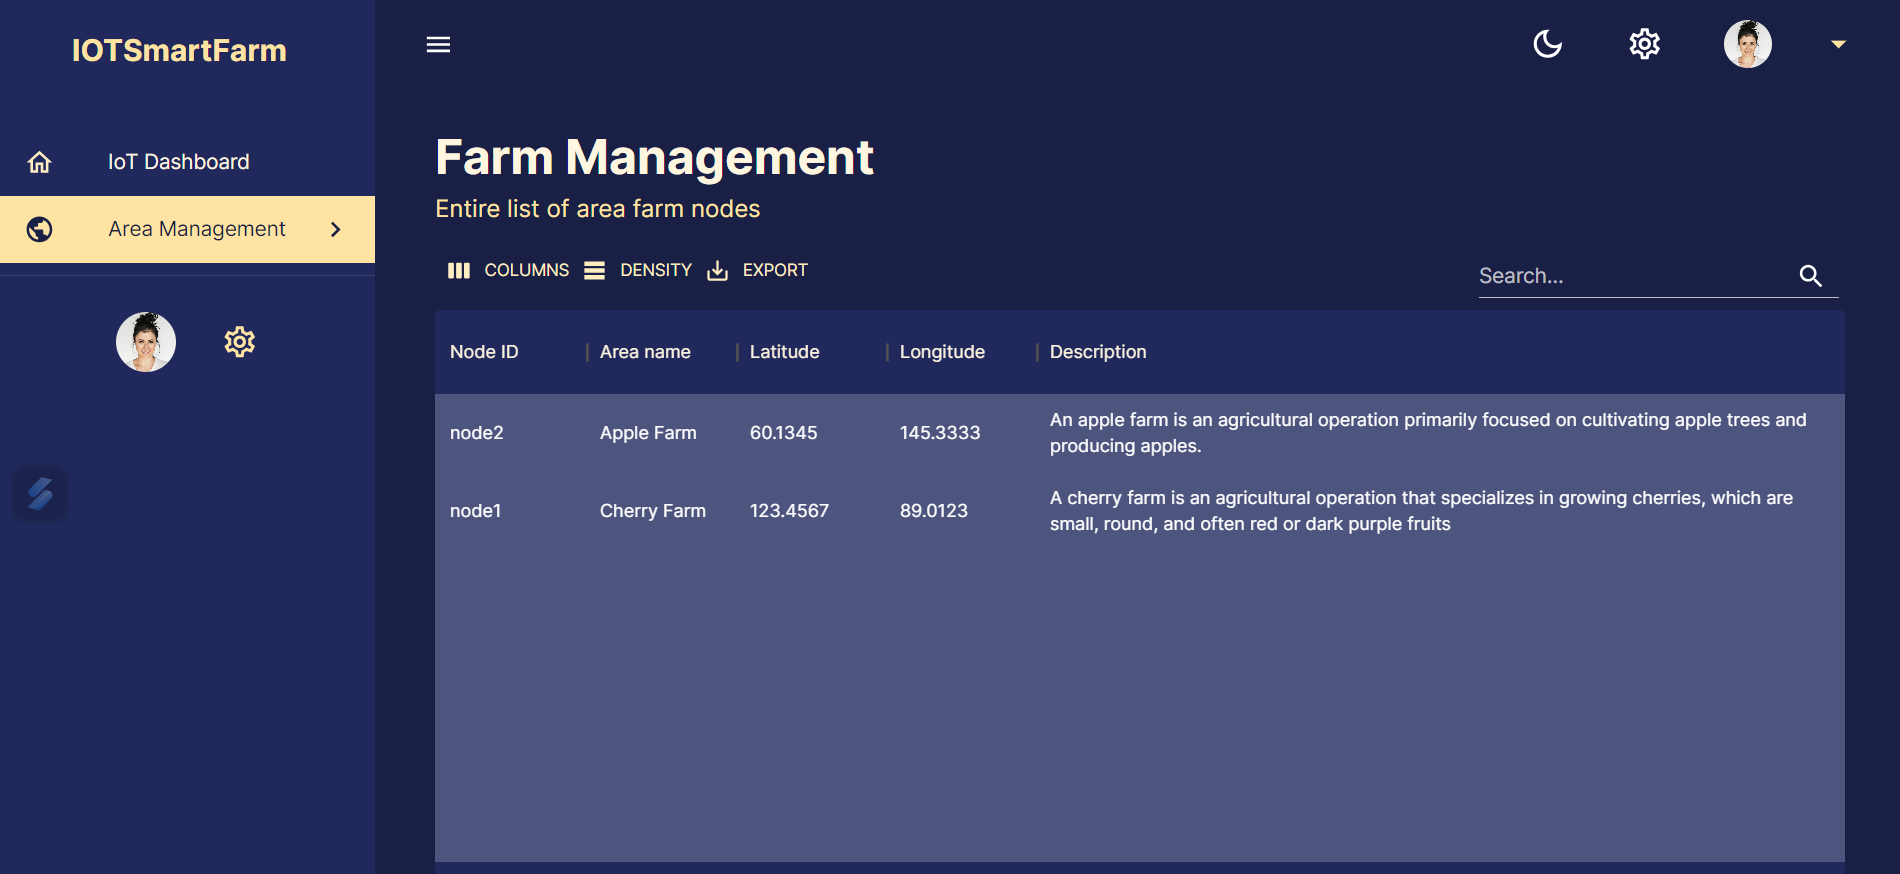 IOTSmartFarm
IoT Dashboard
Area Management
Farm Management
Entire list of area farm nodes
COLUMNS DENSITY EXPORT
Search...
Node ID Area name Latitude Longitude Description
node2 Apple Farm 60.1345 145.3333 An apple farm is an agricultural operation primarily focused on cultivating apple trees and
producing apples.
node1 Cherry Farm 123.4567 89.0123 A cherry farm is an agricultural operation that specializes in growing cherries, which are
small, round, and often red or dark purple fruits